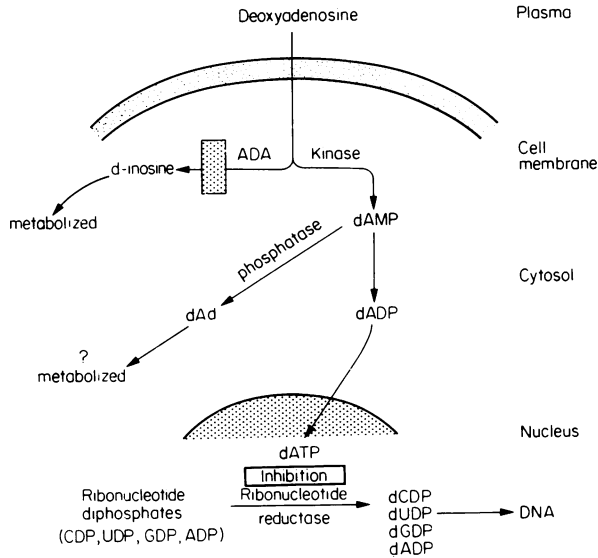 Deoxyadenosine
Plasma
Cell
membrane
ADA
Kinase
d-inosine
metabolized
dAMP
phosphatase
Cytosol
dAd
dADP
?
metabolized
Nucleus
dATP
Inhibition
Ribonucleotide
diphosphates
(CDP, UDP, GDP, ADP)
Ribonucleotide
reductase
dCDP
dUDP
dGDP
dADP
DNA